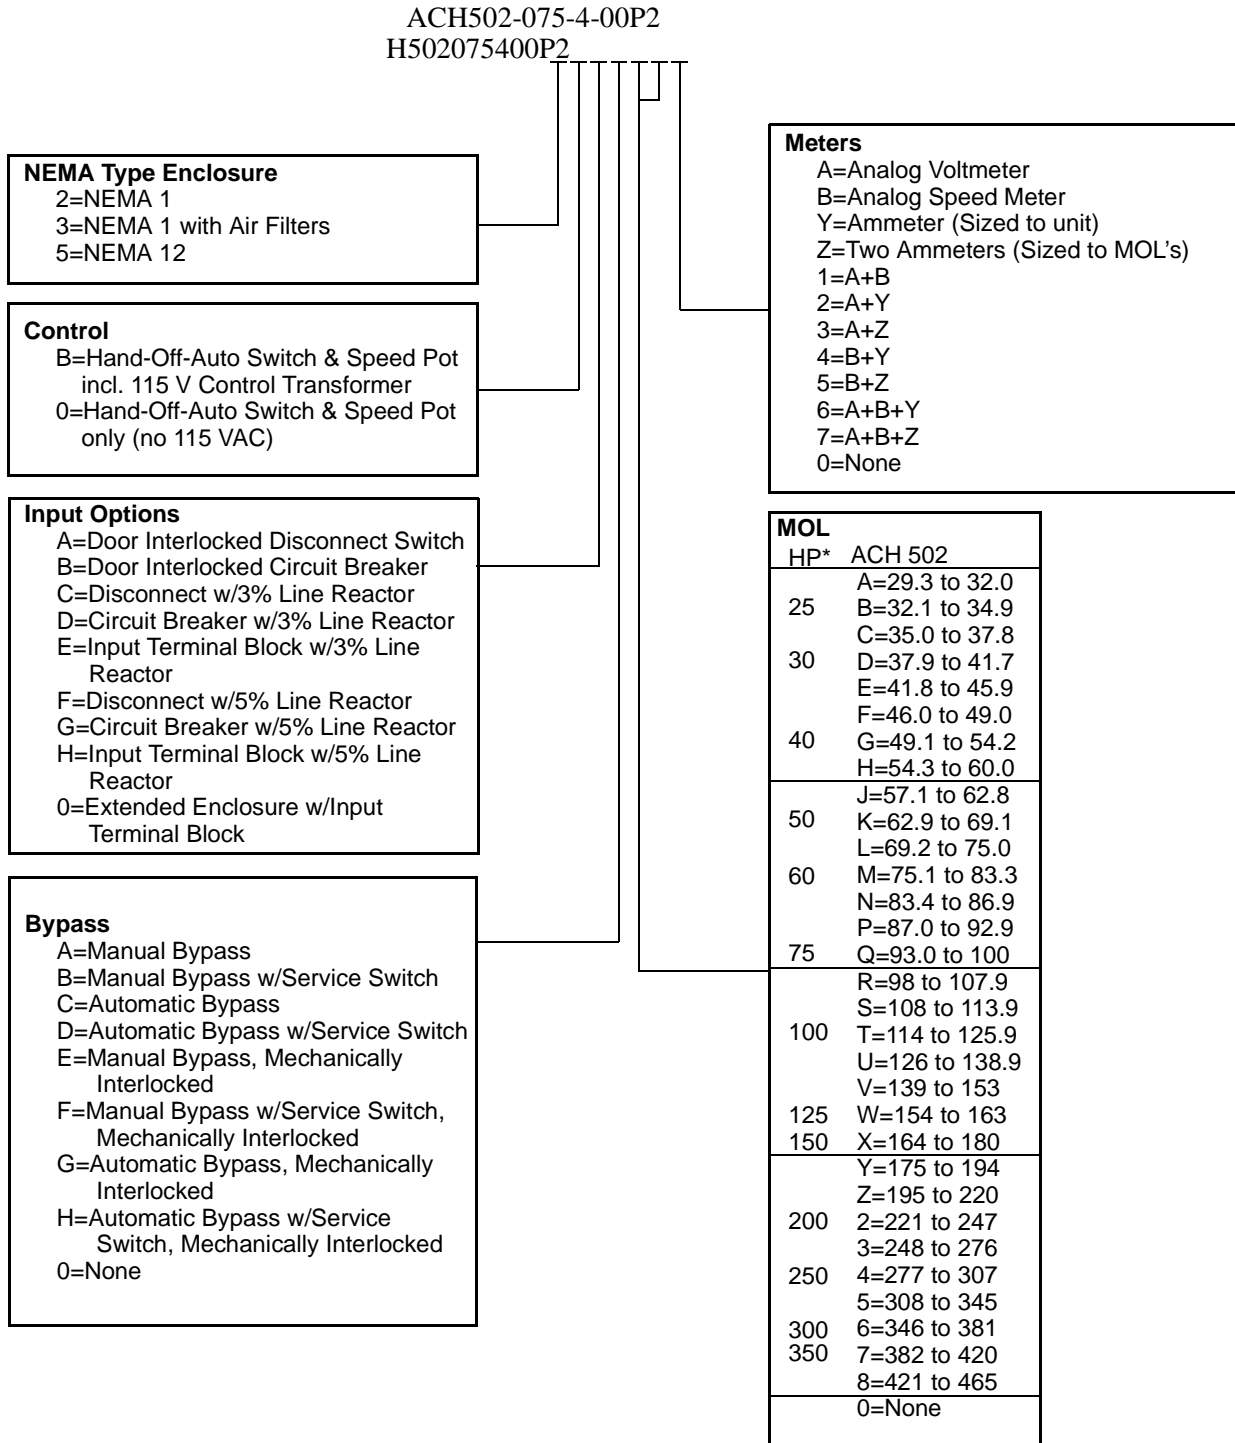 ACH502-075-4-00P2
H502075400P2
NEMA Type Enclosure
2=NEMA 1
3=NEMA 1 with Air Filters
5=NEMA 12
Control
B=Hand-Off-Auto Switch & Speed Pot
incl. 115 V Control Transformer
0=Hand-Off-Auto Switch & Speed Pot
only (no 115 VAC)
Input Options
A=Door Interlocked Disconnect Switch
B=Door Interlocked Circuit Breaker
C=Disconnect w/3% Line Reactor
D=Circuit Breaker w/3% Line Reactor
E=Input Terminal Block w/3% Line
Reactor
F=Disconnect w/5% Line Reactor
G=Circuit Breaker w/5% Line Reactor
H=Input Terminal Block w/5% Line
Reactor
0=Extended Enclosure w/Input
Terminal Block
Bypass
A=Manual Bypass
B=Manual Bypass w/Service Switch
C=Automatic Bypass
D=Automatic Bypass w/Service Switch
E=Manual Bypass, Mechanically
Interlocked
F=Manual Bypass w/Service Switch,
Mechanically Interlocked
G=Automatic Bypass, Mechanically
Interlocked
H=Automatic Bypass w/Service
Switch, Mechanically Interlocked
0=None
Meters
A=Analog Voltmeter
B=Analog Speed Meter
Y=Ammeter (Sized to unit)
Z=Two Ammeters (Sized to MOL's)
1=A+B
2=A+Y
3=A+Z
4=B+Y
5=B+Z
6=A+B+Y
7=A+B+Z
0=None
MOL
HP* ACH 502
A=29.3 to 32.0
25 B=32.1 to 34.9
C=35.0 to 37.8
30 D=37.9 to 41.7
E=41.8 to 45.9
F=46.0 to 49.0
40 G=49.1 to 54.2
H=54.3 to 60.0
J=57.1 to 62.8
50 K=62.9 to 69.1
L=69.2 to 75.0
60 M=75.1 to 83.3
N=83.4 to 86.9
P=87.0 to 92.9
75 Q=93.0 to 100
R=98 to 107.9
S=108 to 113.9
100 T=114 to 125.9
U=126 to 138.9
V=139 to 153
125 W=154 to 163
150 X=164 to 180
Y=175 to 194
Z=195 to 220
200 2=221 to 247
3=248 to 276
250 4=277 to 307
5=308 to 345
300 6=346 to 381
350 7=382 to 420
8=421 to 465
0=None